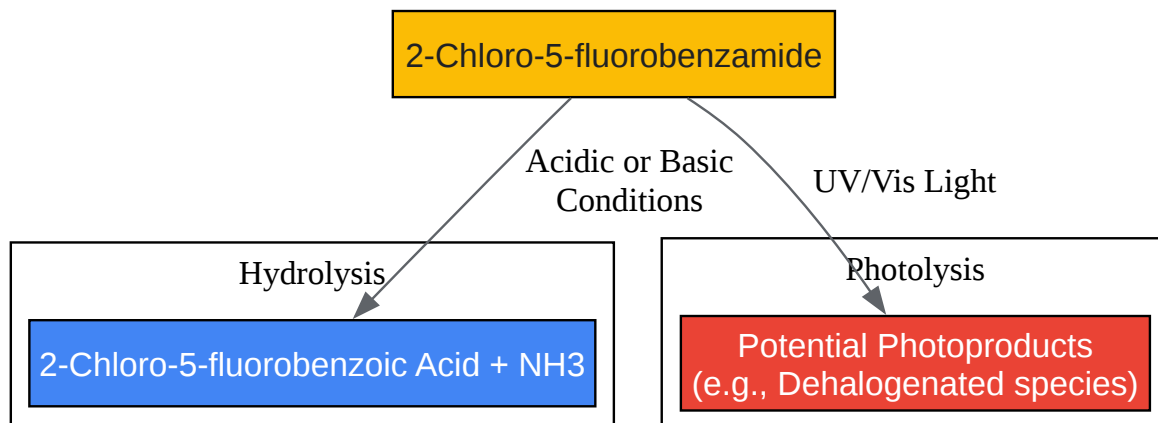 2-Chloro-5-fluorobenzamide
Acidic or Basic
Conditions
UV/Vis Light
Hydrolysis
Photolysis
2-Chloro-5-fluorobenzoic Acid + NH3
Potential Photoproducts
(e.g., Dehalogenated species)